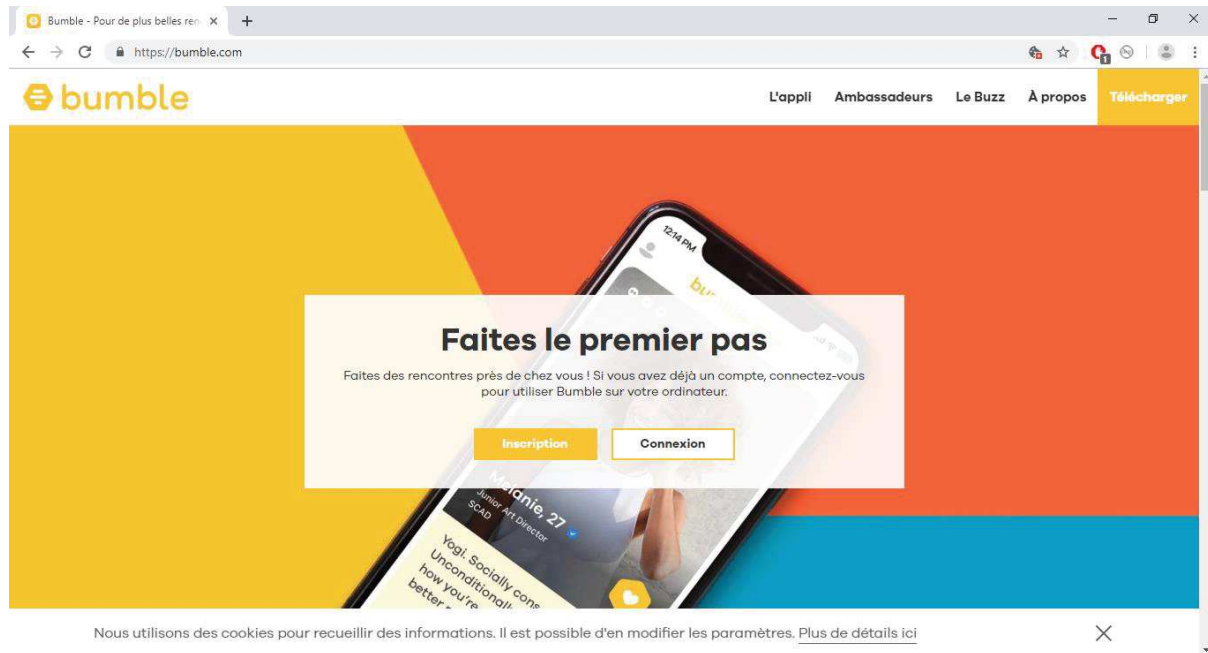 Bumble - Pour de plus belles ren
https://bumble.com
bumble
L'appli Ambassadeurs Le Buzz À propos Télécharger
12:14 PM
Faites le premier pas
Faites des rencontres près de chez vous ! Si vous avez déjà un compte, connectez-vous
pour utiliser Bumble sur votre ordinateur.
Inscription Connexion
Melanie, 27
Junior Art Director
SCAD
Yogi. Socially cons
Unconditionally
how you're
better
Nous utilisons des cookies pour recueillir des informations. Il est possible d'en modifier les paramètres. Plus de détails ici